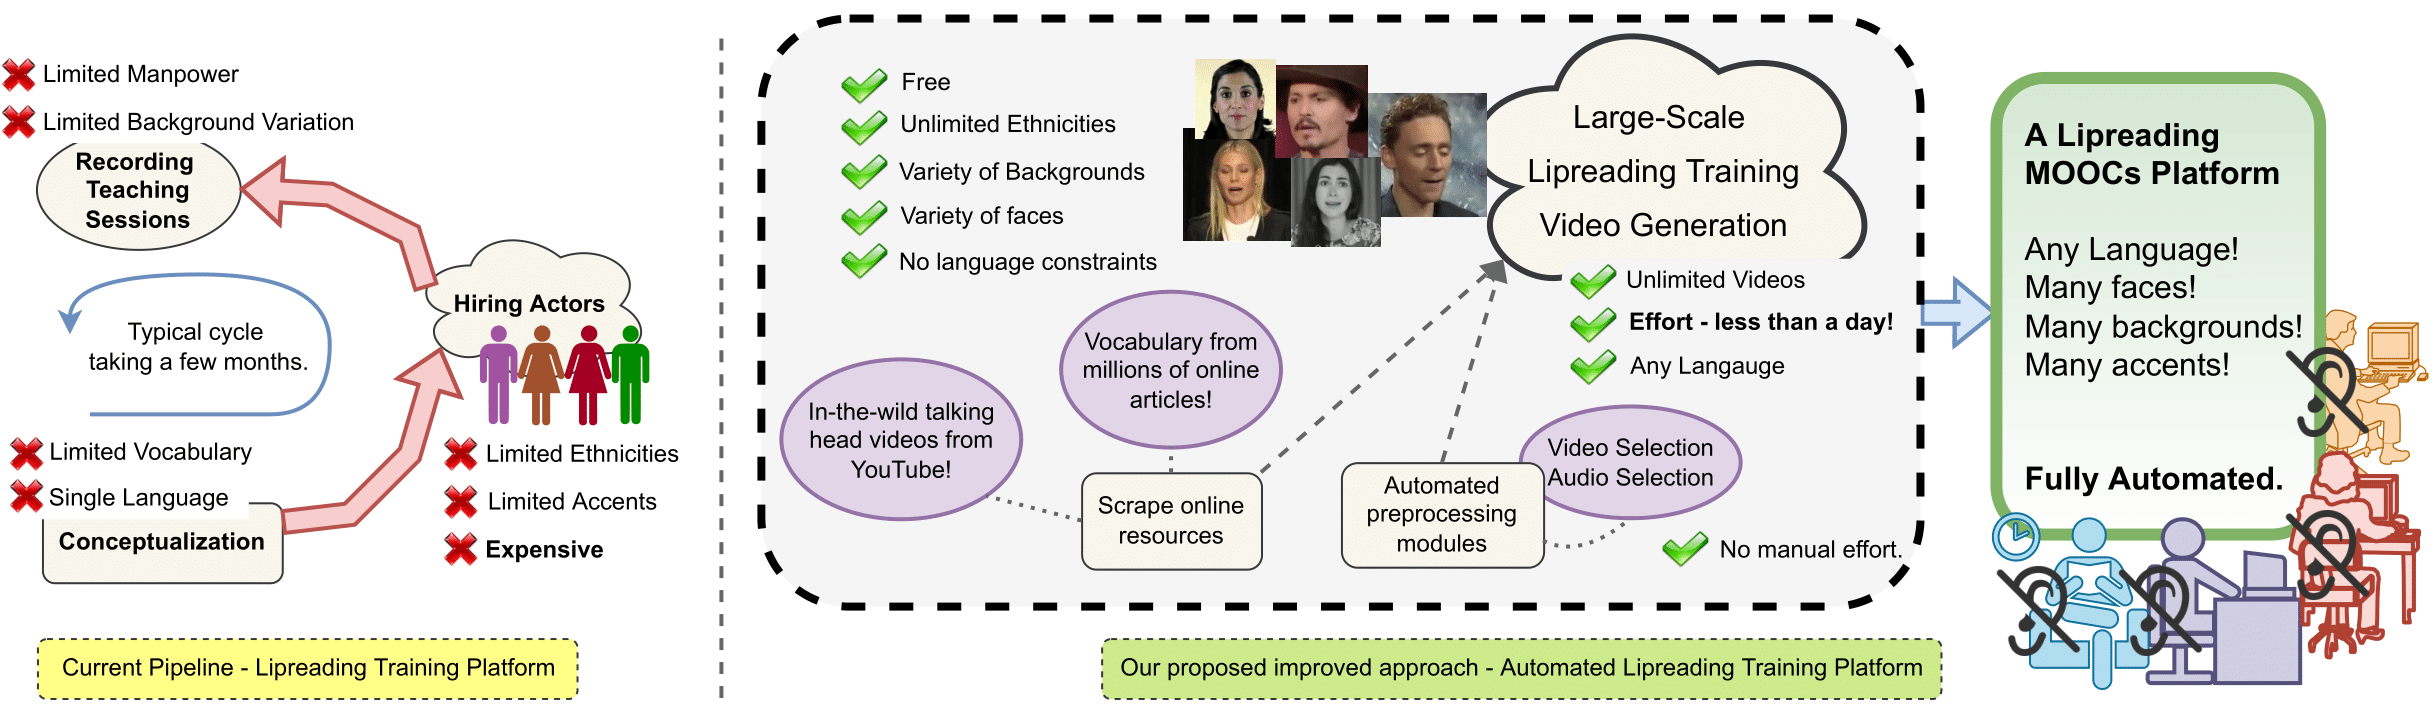 Limited Manpower
Limited Background Variation
Recording
Teaching
Sessions
Hiring Actors
Typical cycle
taking a few months.
Limited Vocabulary
Single Language
Conceptualization
Limited Ethnicities
Limited Accents
Expensive
Current Pipeline - Lipreading Training Platform
Free
Unlimited Ethnicities
Variety of Backgrounds
Variety of faces
No language constraints
Large-Scale
Lipreading Training
Video Generation
Unlimited Videos
Effort - less than a day!
Any Langauge
Vocabulary from
millions of online
articles!
In-the-wild talking
head videos from
YouTube!
Scrape online
resources
Automated
preprocessing
modules
Video Selection
Audio Selection
No manual effort.
Our proposed improved approach - Automated Lipreading Training Platform
A Lipreading
MOOCs Platform
Any Language!
Many faces!
Many backgrounds!
Many accents!
Fully Automated.